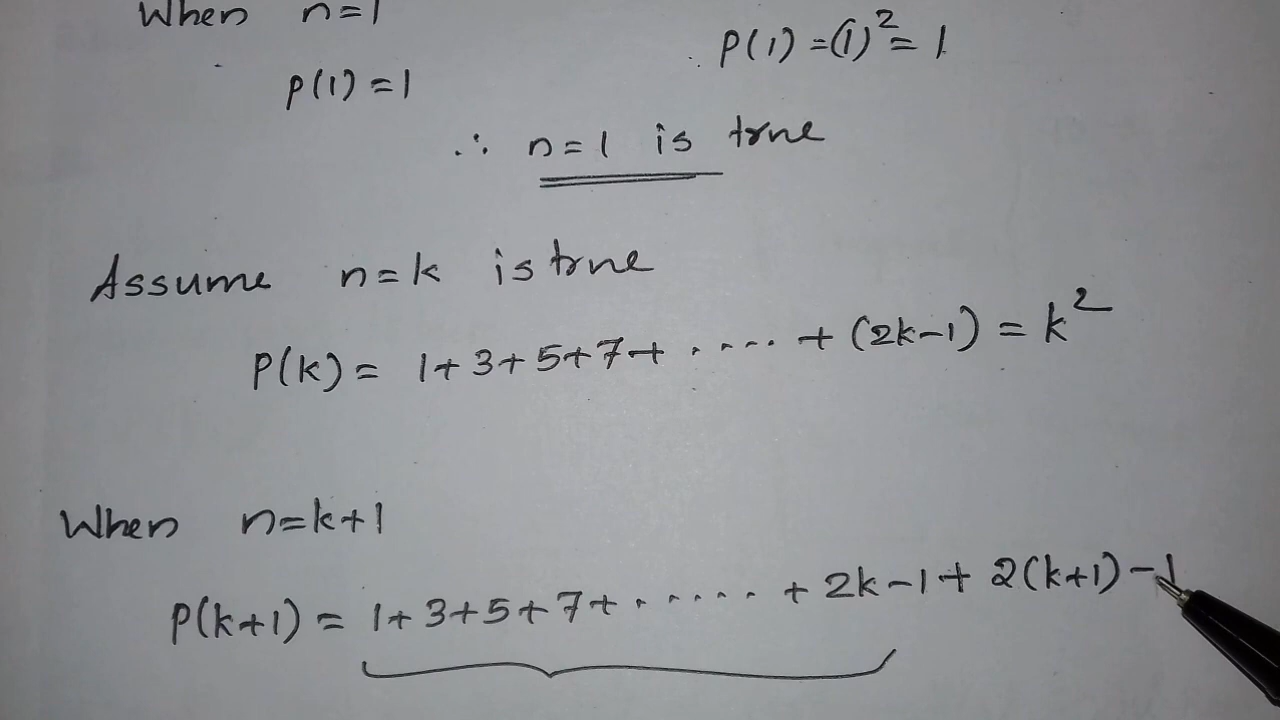 When n=1
P(1) = (1)² = 1
P(1) = 1
∴ n=1 is true
Assume n=k is true
P(k) = 1+3+5+7+ ..... + (2k-1) = k²
When n=k+1
P(k+1) = 1+3+5+7+ ...... + 2k-1 + 2(k+1) - 1